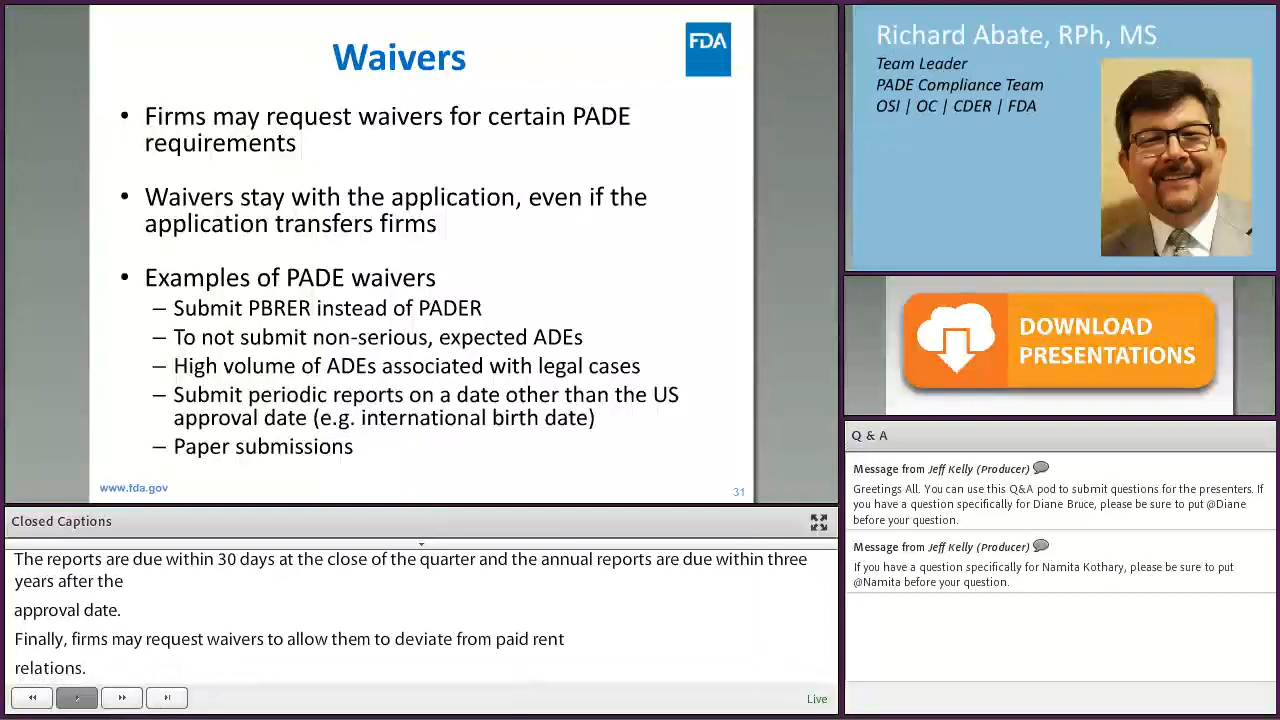 Waivers
FDA
• Firms may request waivers for certain PADE
requirements
• Waivers stay with the application, even if the
application transfers firms
• Examples of PADE waivers
– Submit PBRER instead of PADER
– To not submit non-serious, expected ADEs
– High volume of ADEs associated with legal cases
– Submit periodic reports on a date other than the US
approval date (e.g. international birth date)
– Paper submissions
www.fda.gov
31
Richard Abate, RPh, MS
Team Leader
PADE Compliance Team
OSI | OC | CDER | FDA
DOWNLOAD
PRESENTATIONS
Q & A
Message from Jeff Kelly (Producer)
Greetings All. You can use this Q&A pod to submit questions for the presenters. If
you have a question specifically for Diane Bruce, please be sure to put @Diane
before your question.
Message from Jeff Kelly (Producer)
If you have a question specifically for Namita Kothary, please be sure to put
@Namita before your question.
Closed Captions
The reports are due within 30 days at the close of the quarter and the annual reports are due within three
years after the
approval date.
Finally, firms may request waivers to allow them to deviate from paid rent
relations.
Live